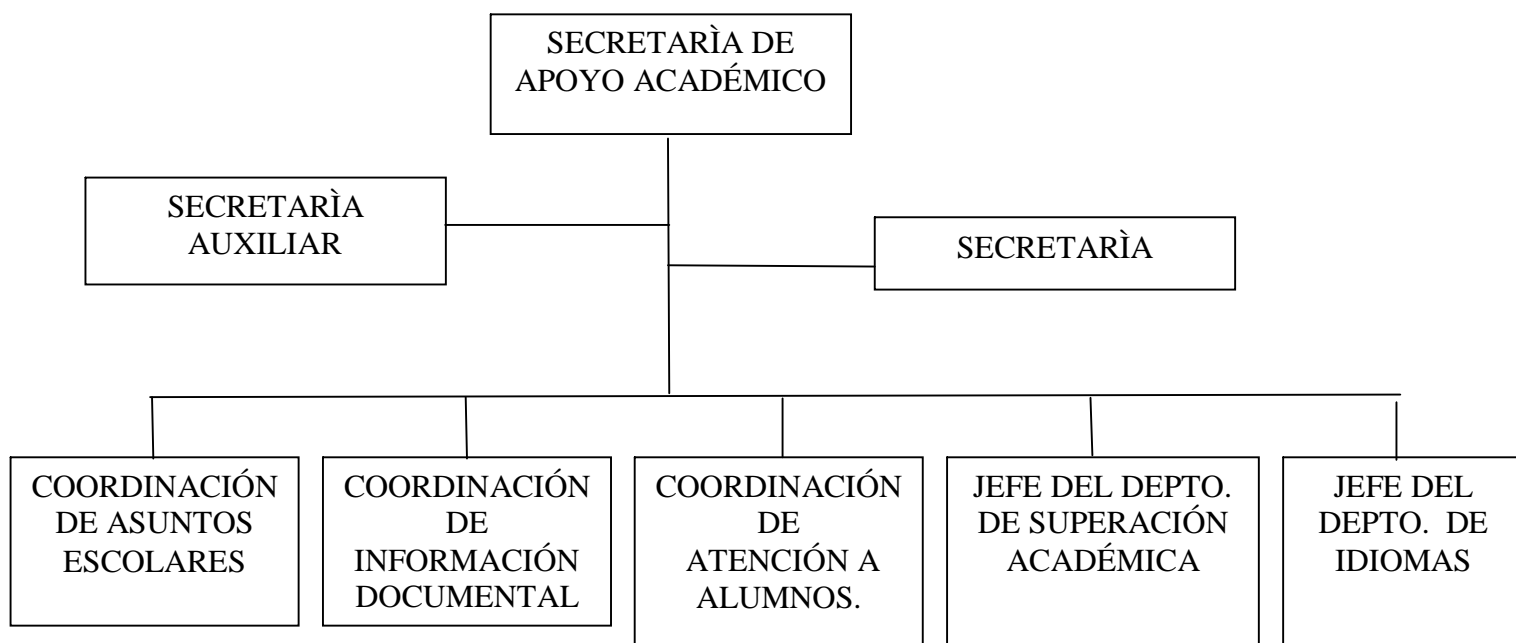 SECRETARÌA DE
APOYO ACADÉMICO
SECRETARÌA
AUXILIAR
SECRETARÌA
COORDINACIÓN
DE ASUNTOS
ESCOLARES
COORDINACIÓN
DE
INFORMACIÓN
DOCUMENTAL
COORDINACIÓN
DE
ATENCIÓN A
ALUMNOS.
JEFE DEL DEPTO.
DE SUPERACIÓN
ACADÉMICA
JEFE DEL
DEPTO. DE
IDIOMAS